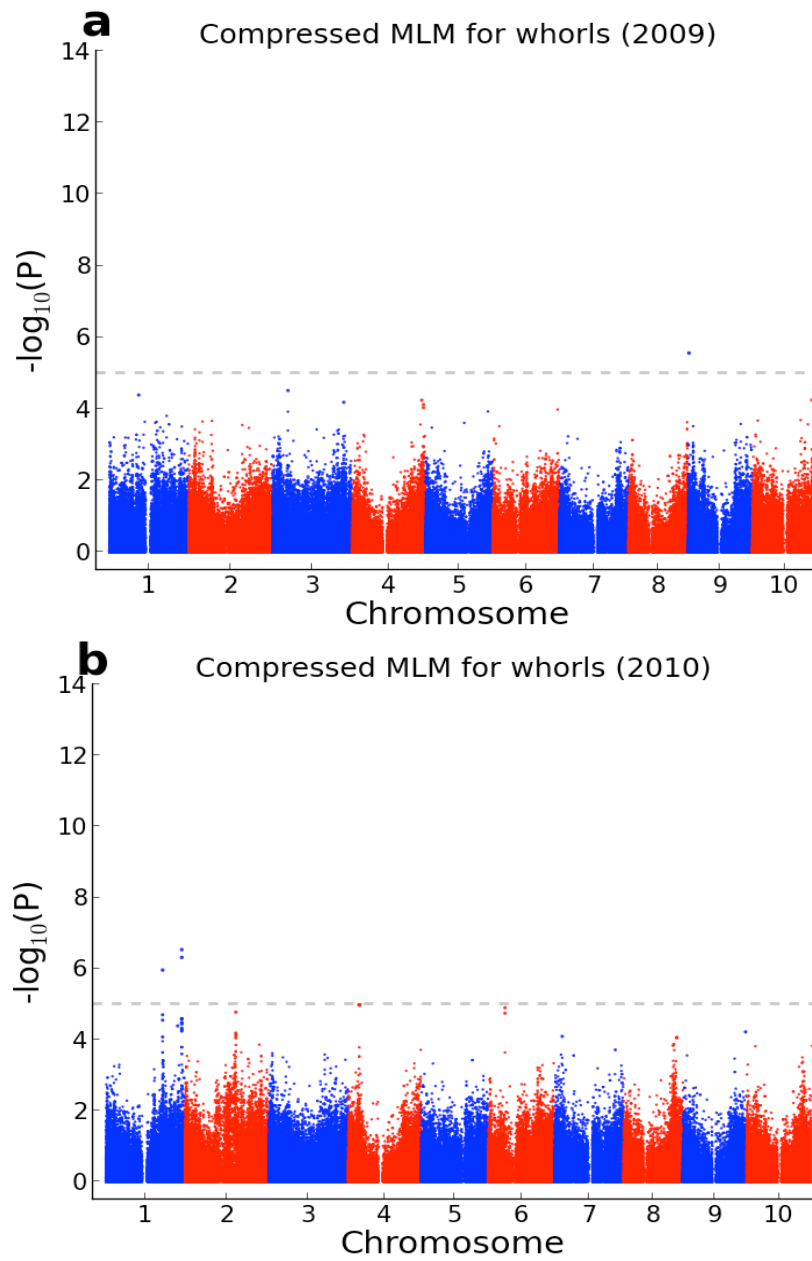 a
Compressed MLM for whorls (2009)
14
12
10
8
6
4
2
0
-log10(P)
1 2 3 4 5 6 7 8 9 10
Chromosome
b
Compressed MLM for whorls (2010)
14
12
10
8
6
4
2
0
-log10(P)
1 2 3 4 5 6 7 8 9 10
Chromosome